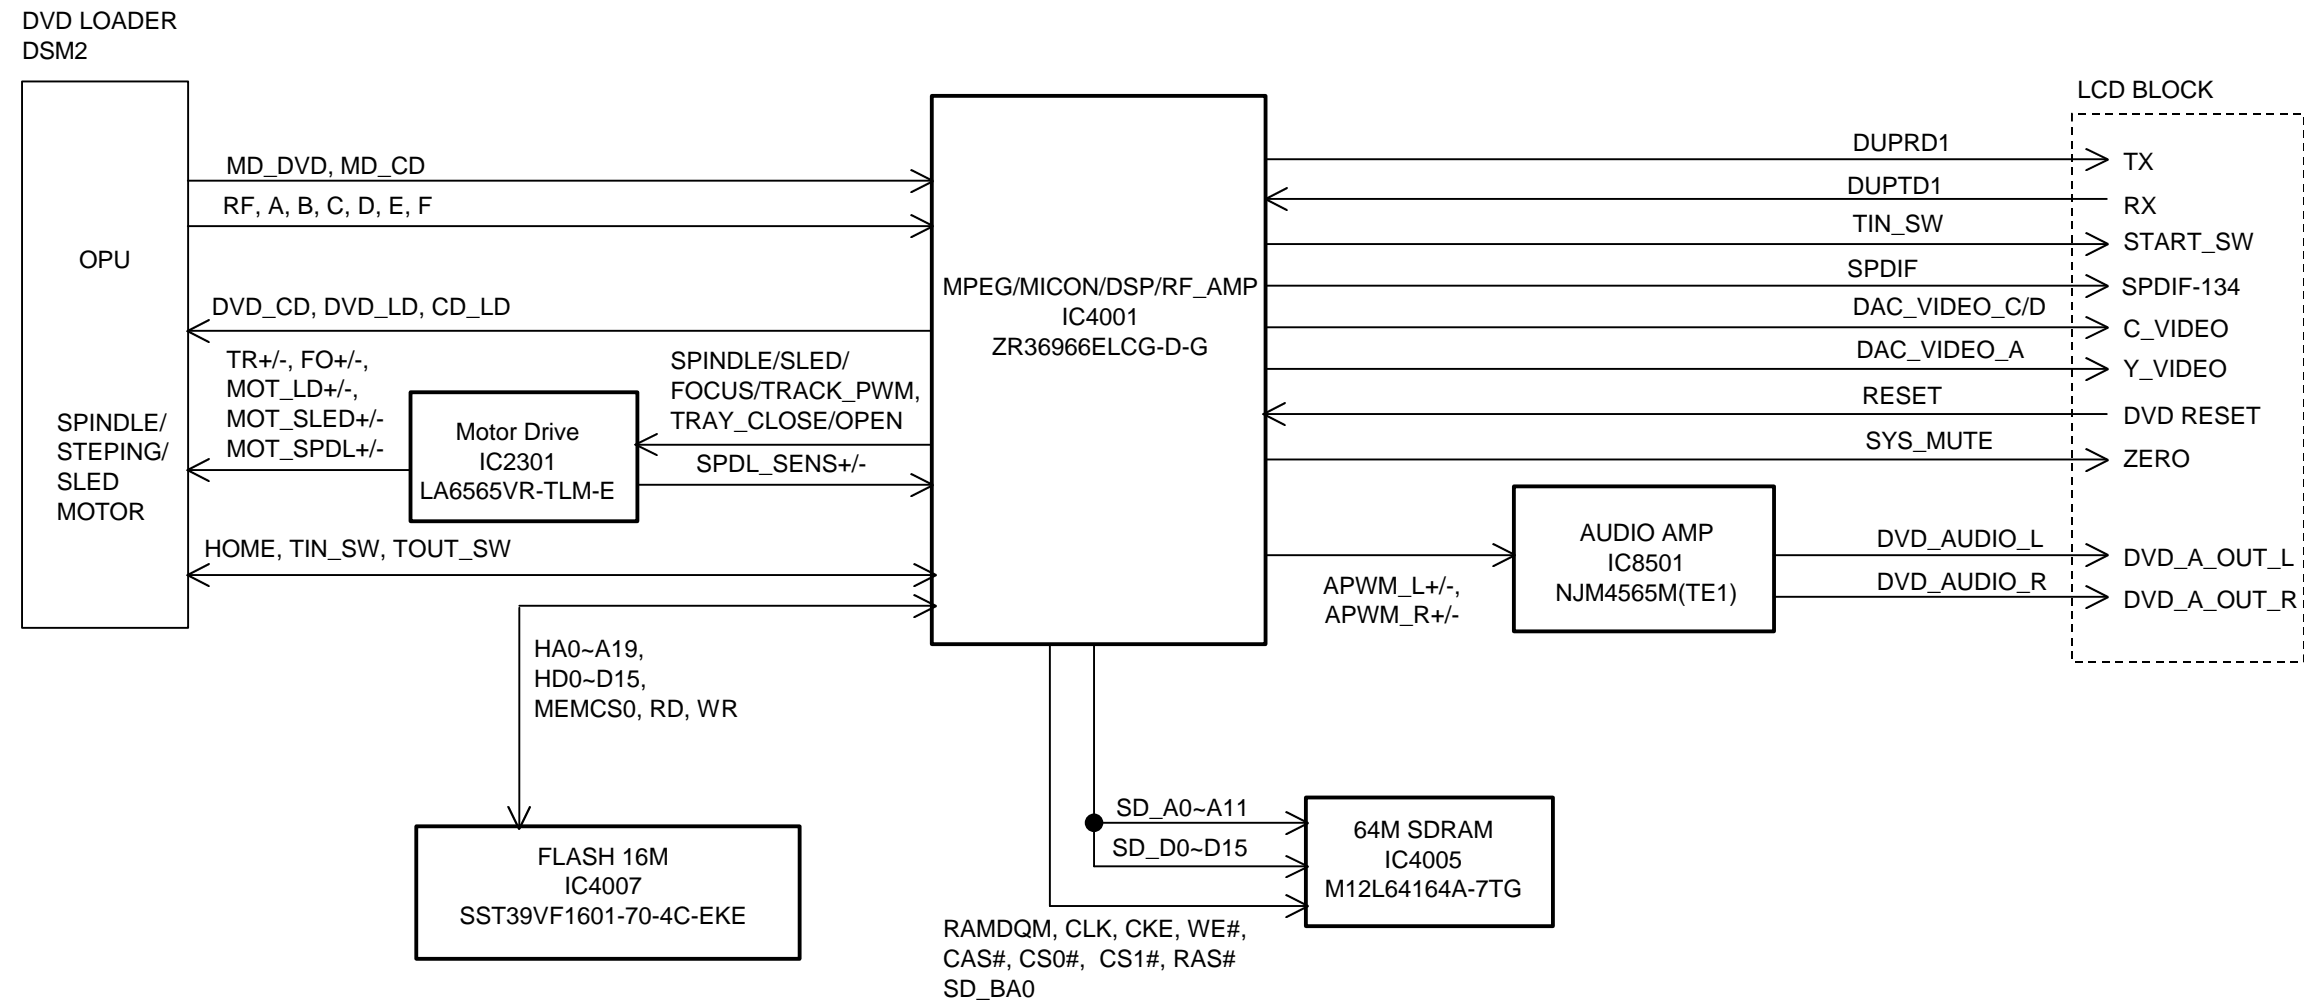 DVD LOADER
DSM2
OPU
SPINDLE/
STEPING/
SLED
MOTOR
MD_DVD, MD_CD
RF, A, B, C, D, E, F
DVD_CD, DVD_LD, CD_LD
TR+/-, FO+/-,
MOT_LD+/-,
MOT_SLED+/-
MOT_SPDL+/-
Motor Drive
IC2301
LA6565VR-TLM-E
SPINDLE/SLED/
FOCUS/TRACK_PWM,
TRAY_CLOSE/OPEN
SPDL_SENS+/-
HOME, TIN_SW, TOUT_SW
HA0~A19,
HD0~D15,
MEMCS0, RD, WR
FLASH 16M
IC4007
SST39VF1601-70-4C-EKE
MPEG/MICON/DSP/RF_AMP
IC4001
ZR36966ELCG-D-G
SD_A0~A11
SD_D0~D15
RAMDQM, CLK, CKE, WE#,
CAS#, CS0#, CS1#, RAS#
SD_BA0
64M SDRAM
IC4005
M12L64164A-7TG
APWM_L+/-,
APWM_R+/-
AUDIO AMP
IC8501
NJM4565M(TE1)
DUPRD1
DUPTD1
TIN_SW
SPDIF
DAC_VIDEO_C/D
DAC_VIDEO_A
RESET
SYS_MUTE
DVD_AUDIO_L
DVD_AUDIO_R
LCD BLOCK
TX
RX
START_SW
SPDIF-134
C_VIDEO
Y_VIDEO
DVD RESET
ZERO
DVD_A_OUT_L
DVD_A_OUT_R